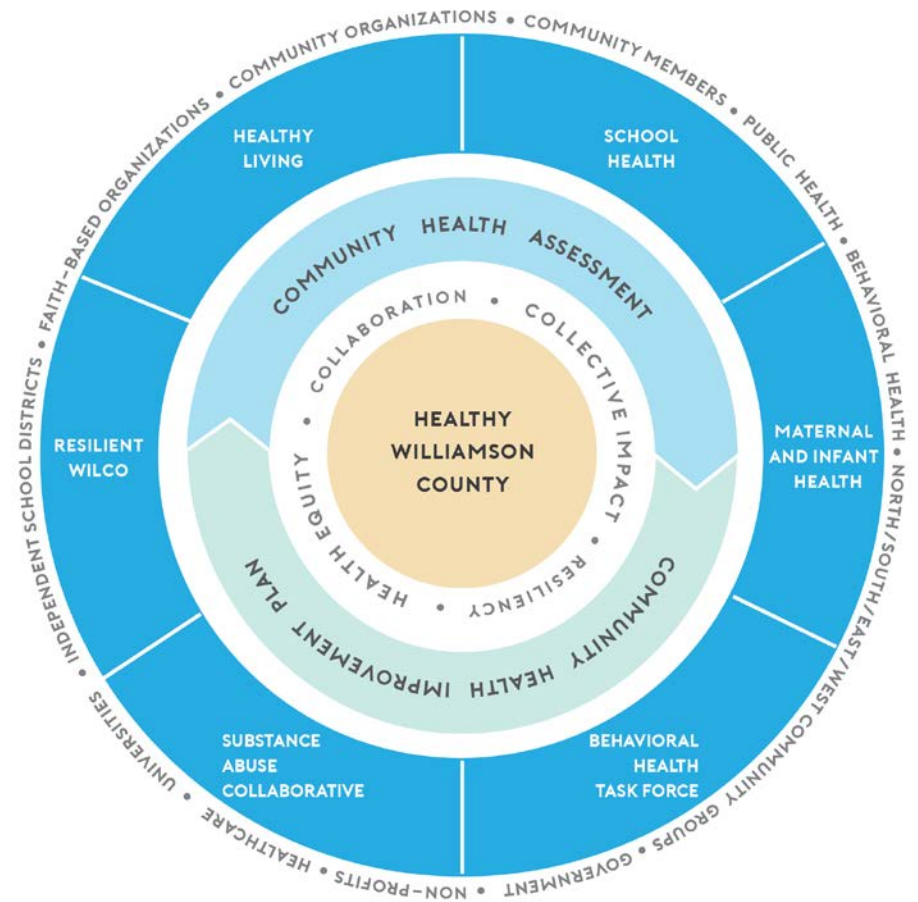 COMMUNITY ORGANIZATIONS • COMMUNITY MEMBERS • PUBLIC HEALTH • BEHAVIORAL HEALTH • NORTH/SOUTH/EAST/WEST COMMUNITY GROUPS • GOVERNMENT • NON-PROFITS • HEALTHCARE • UNIVERSITIES • INDEPENDENT SCHOOL DISTRICTS • FAITH-BASED ORGANIZATIONS •
HEALTHY
LIVING
SCHOOL
HEALTH
MATERNAL
AND INFANT
HEALTH
BEHAVIORAL
HEALTH
TASK FORCE
SUBSTANCE
ABUSE
COLLABORATIVE
RESILIENT
WILCO
COMMUNITY HEALTH ASSESSMENT
COMMUNITY HEALTH IMPROVEMENT PLAN
COLLABORATION • COLLECTIVE IMPACT • RESILIENCY • HEALTH EQUITY •
HEALTHY
WILLIAMSON
COUNTY